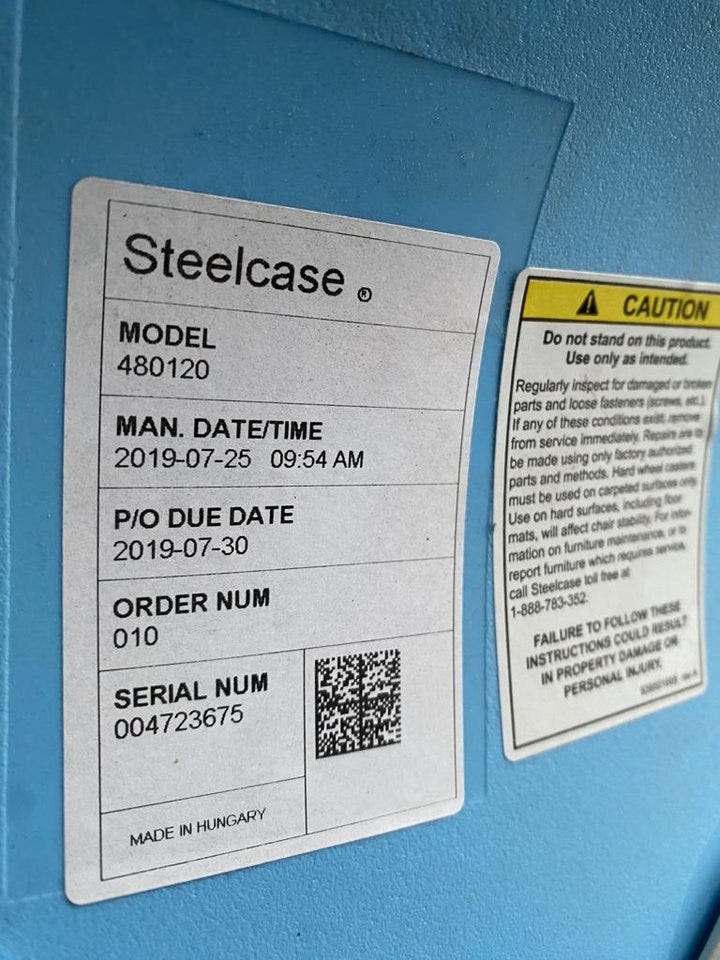 Steelcase ®
MODEL
480120
MAN. DATE/TIME
2019-07-25 09:54 AM
P/O DUE DATE
2019-07-30
ORDER NUM
010
SERIAL NUM
004723675
MADE IN HUNGARY
CAUTION
Do not stand on this product.
Use only as intended.
Regularly inspect for damaged or broken
parts and loose fasteners (screws, etc.).
If any of these conditions exist, remove
from service immediately. Repairs are to
be made using only factory authorized
parts and methods. Hard wheel casters
must be used on carpeted surfaces only.
Use on hard surfaces, including floor
mats, will affect chair stability. For infor-
mation on furniture maintenance, or to
report furniture which requires service,
call Steelcase toll free at
1-888-783-352.
FAILURE TO FOLLOW THESE
INSTRUCTIONS COULD RESULT
IN PROPERTY DAMAGE OR
PERSONAL INJURY.